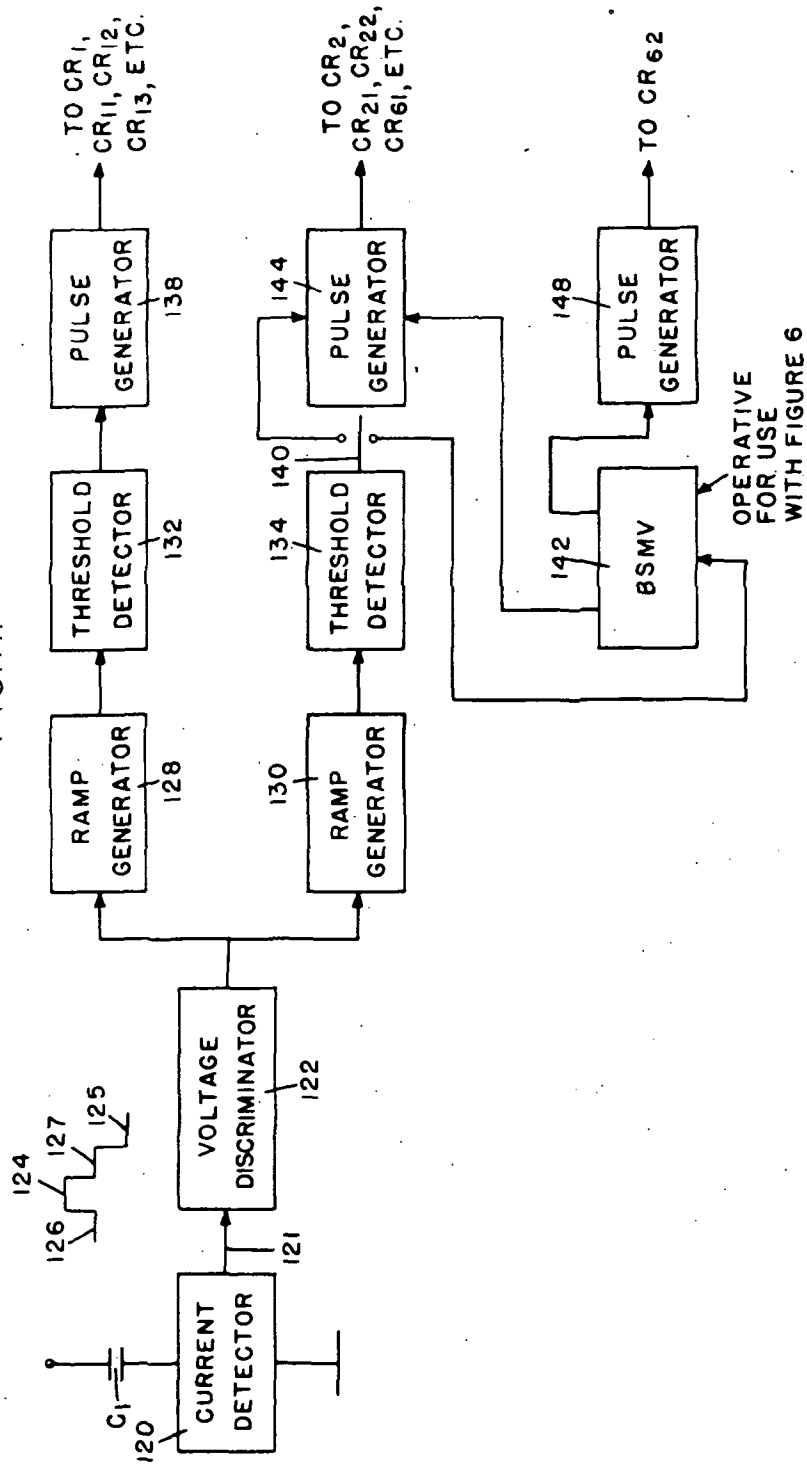 126
124
127
125
C1
120
CURRENT
DETECTOR
121
VOLTAGE
DISCRIMINATOR
122
RAMP
GENERATOR
128
THRESHOLD
DETECTOR
132
PULSE
GENERATOR
138
TO CR1,
CR11, CR12,
CR13, ETC.
RAMP
GENERATOR
130
THRESHOLD
DETECTOR
134
140
PULSE
GENERATOR
144
TO CR2,
CR21, CR22,
CR61, ETC.
BSMV
142
OPERATIVE
FOR USE
WITH FIGURE 6
PULSE
GENERATOR
148
TO CR62